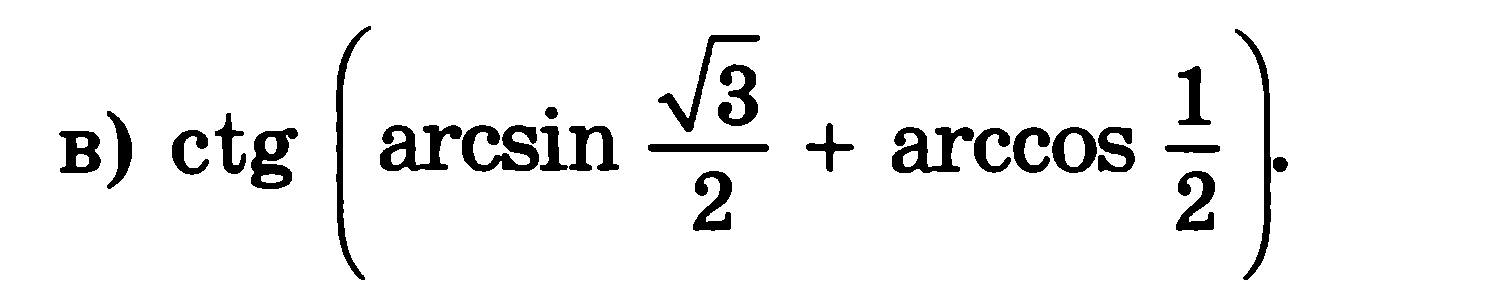 в) ctg (arcsin √3/2 + arccos 1/2).